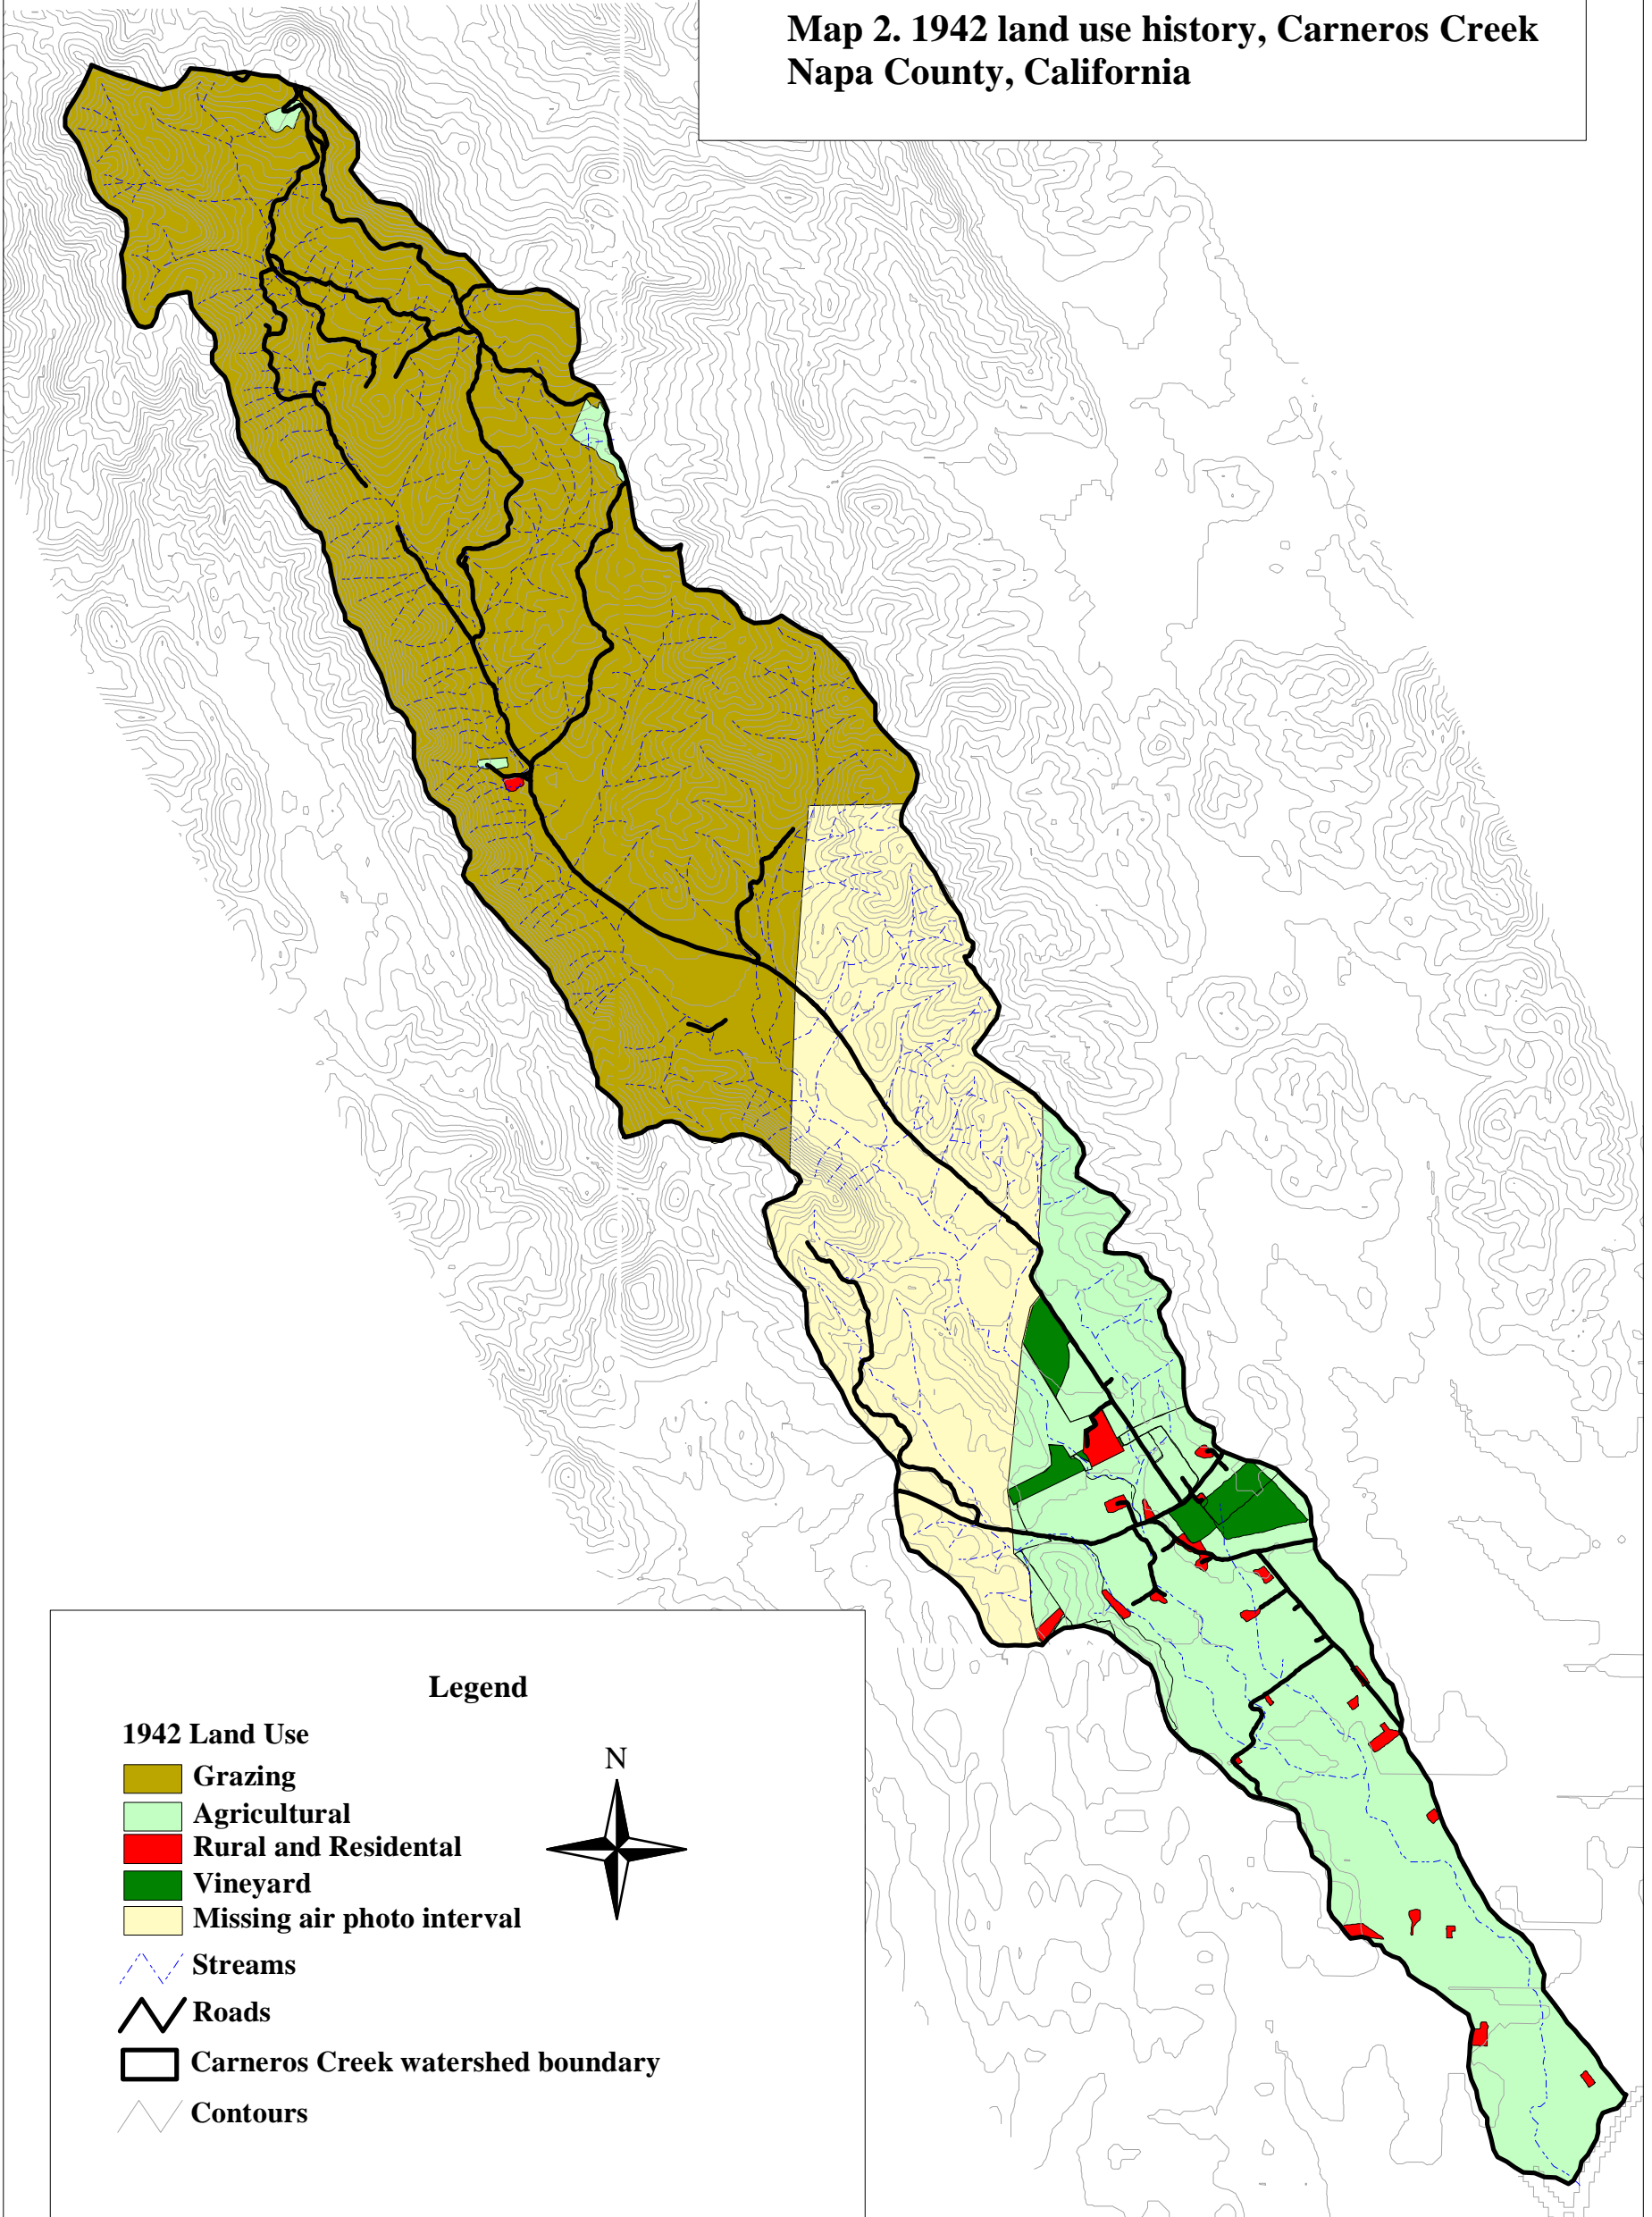 Map 2. 1942 land use history, Carneros Creek
Napa County, California
Legend
1942 Land Use
Grazing
Agricultural
Rural and Residental
Vineyard
Missing air photo interval
Streams
Roads
Carneros Creek watershed boundary
Contours
N